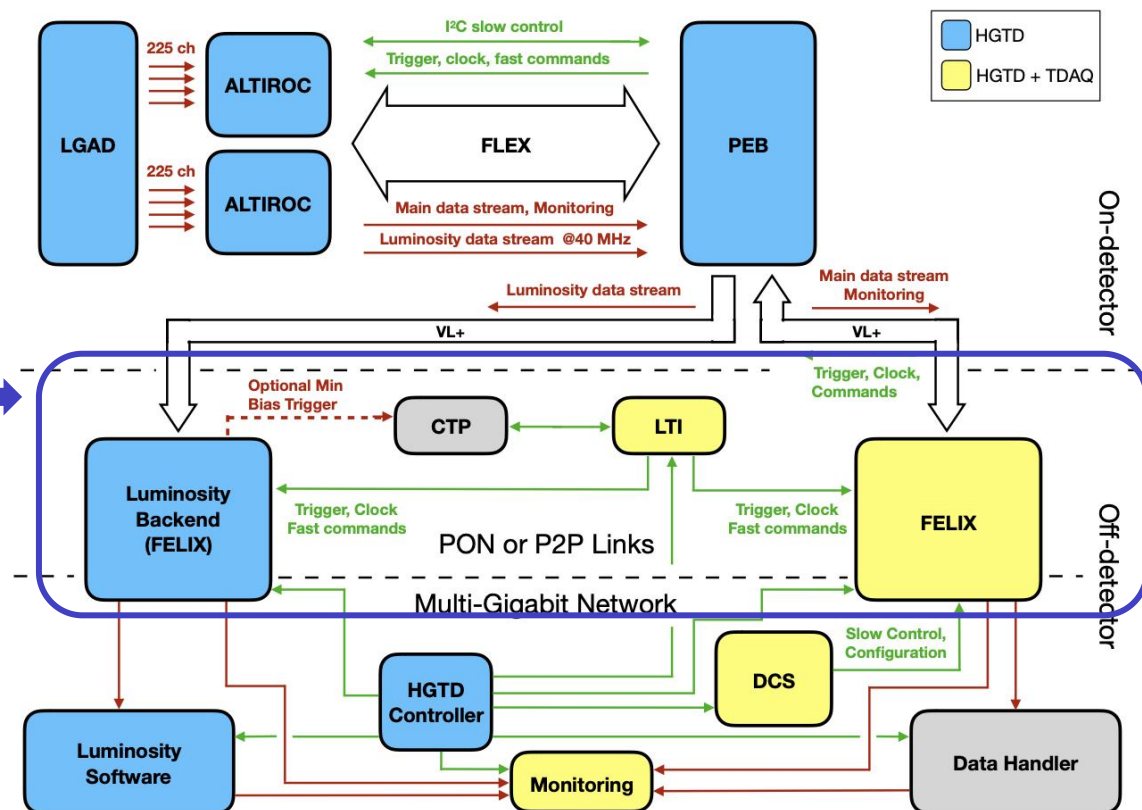 I²C slow control
Trigger, clock, fast commands
HGTD
HGTD + TDAQ
225 ch
ALTIROC
LGAD
FLEX
PEB
225 ch
ALTIROC
Main data stream, Monitoring
Luminosity data stream @40 MHz
On-detector
Luminosity data stream
Main data stream
Monitoring
VL+
VL+
Trigger, Clock,
Commands
Optional Min
Bias Trigger
CTP
LTI
Luminosity
Backend
(FELIX)
Trigger, Clock
Fast commands
Trigger, Clock
Fast commands
FELIX
PON or P2P Links
Off-detector
Multi-Gigabit Network
Slow Control,
Configuration
HGTD
Controller
DCS
Luminosity
Software
Monitoring
Data Handler